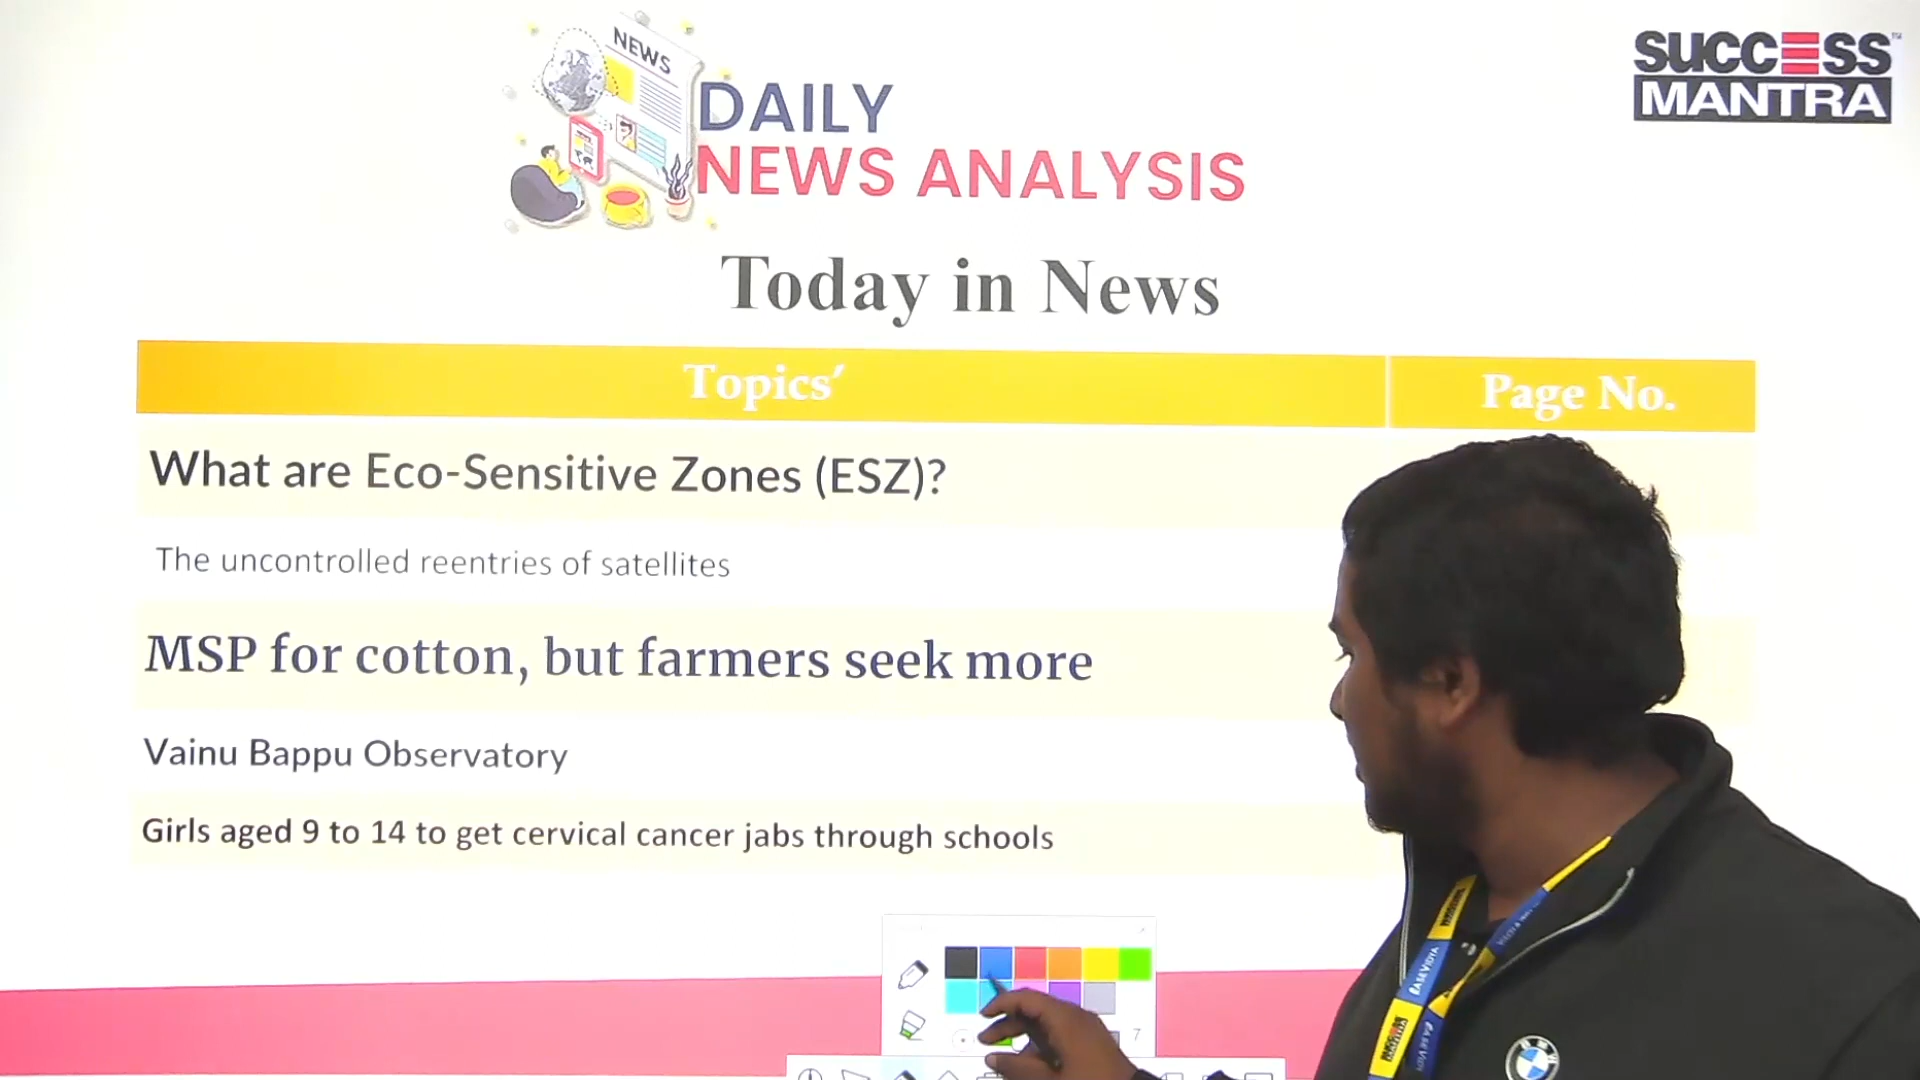 NEWS
DAILY
NEWS ANALYSIS
SUCCESS
MANTRA
Today in News
Topics’
Page No.
What are Eco-Sensitive Zones (ESZ)?
The uncontrolled reentries of satellites
MSP for cotton, but farmers seek more
Vainu Bappu Observatory
Girls aged 9 to 14 to get cervical cancer jabs through schools
7
BASEVIDYA